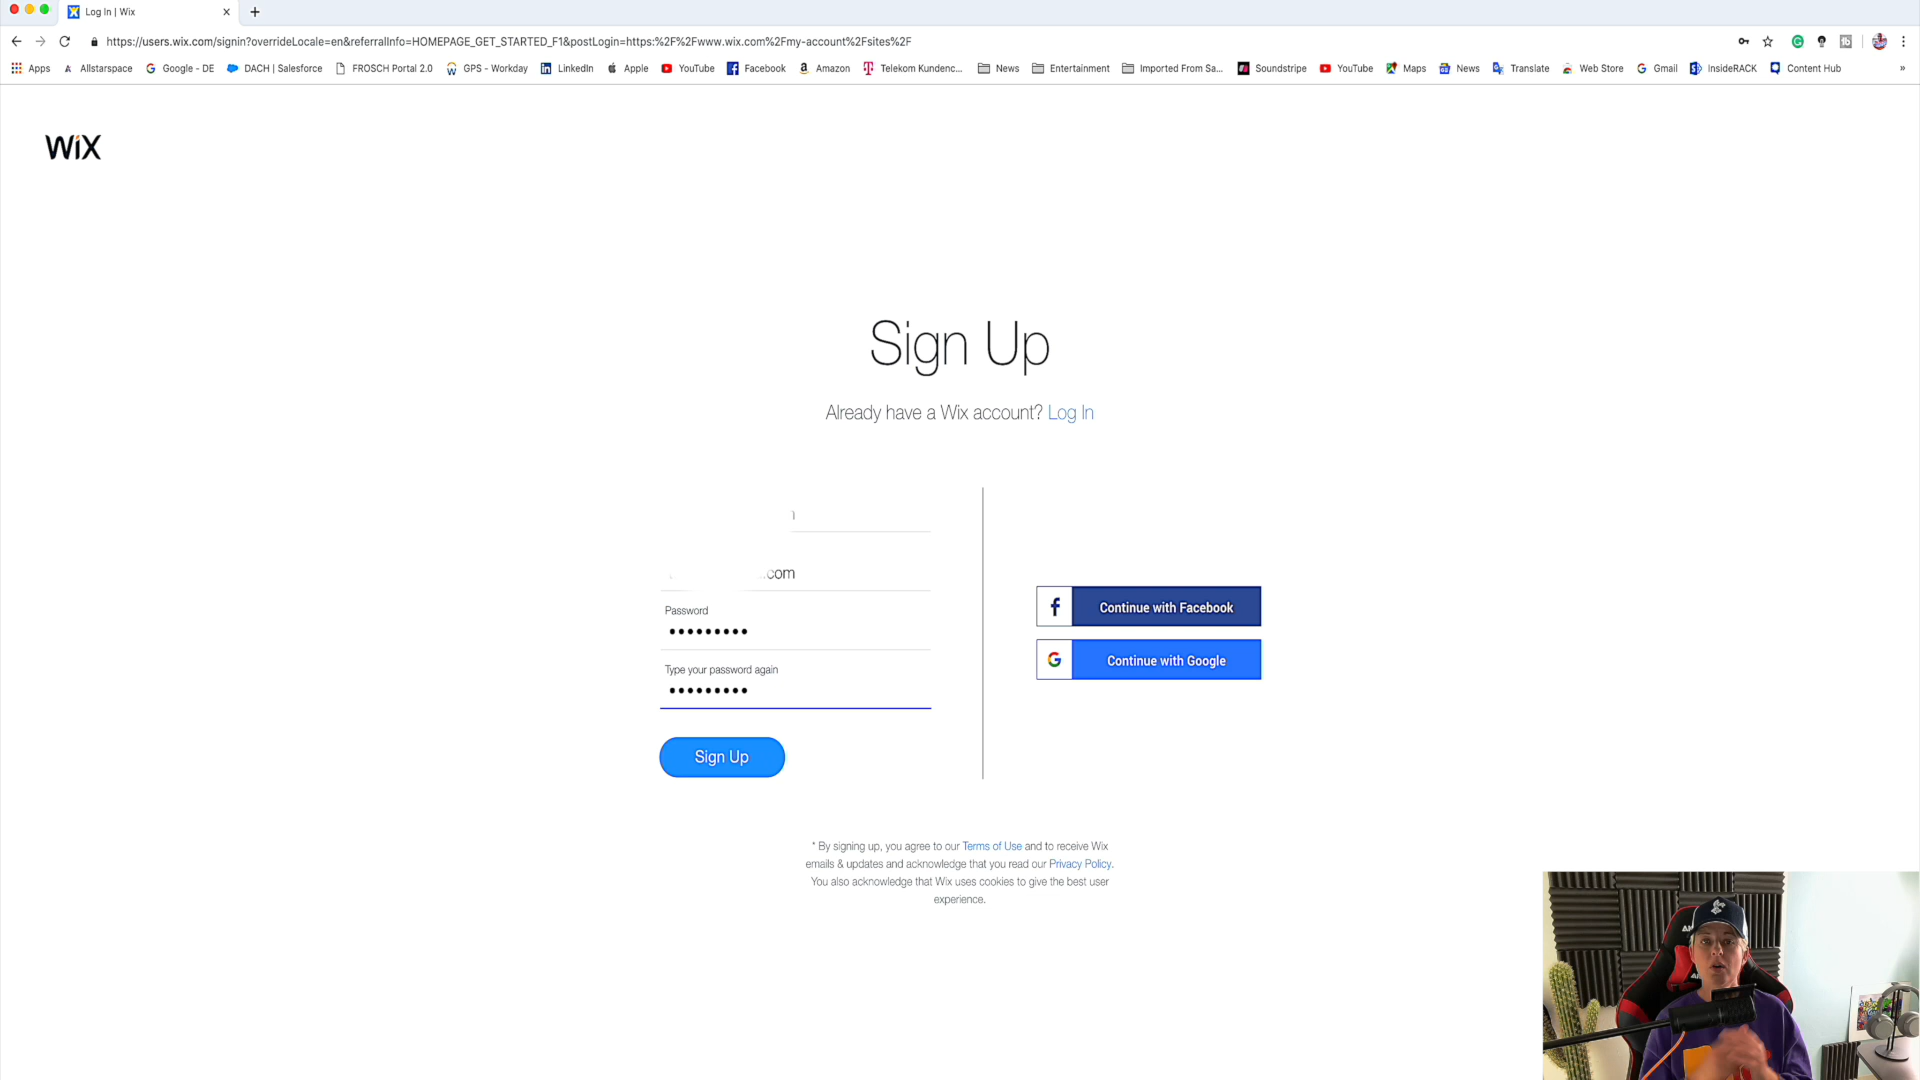 Log In | Wix
https://users.wix.com/signin?overrideLocale=en&referralInfo=HOMEPAGE_GET_STARTED_F1&postLogin=https:%2F%2Fwww.wix.com%2Fmy-account%2Fsites%2F
Apps Allstarspace Google - DE DACH | Salesforce FROSCH Portal 2.0 GPS - Workday LinkedIn Apple YouTube Facebook Amazon Telekom Kundenc... News Entertainment Imported From Sa... Soundstripe YouTube Maps News Translate Web Store Gmail InsideRACK Content Hub »
WiX
Sign Up
Already have a Wix account? Log In
.com
Password
Type your password again
Sign Up
f Continue with Facebook
G Continue with Google
* By signing up, you agree to our Terms of Use and to receive Wix
emails & updates and acknowledge that you read our Privacy Policy.
You also acknowledge that Wix uses cookies to give the best user
experience.